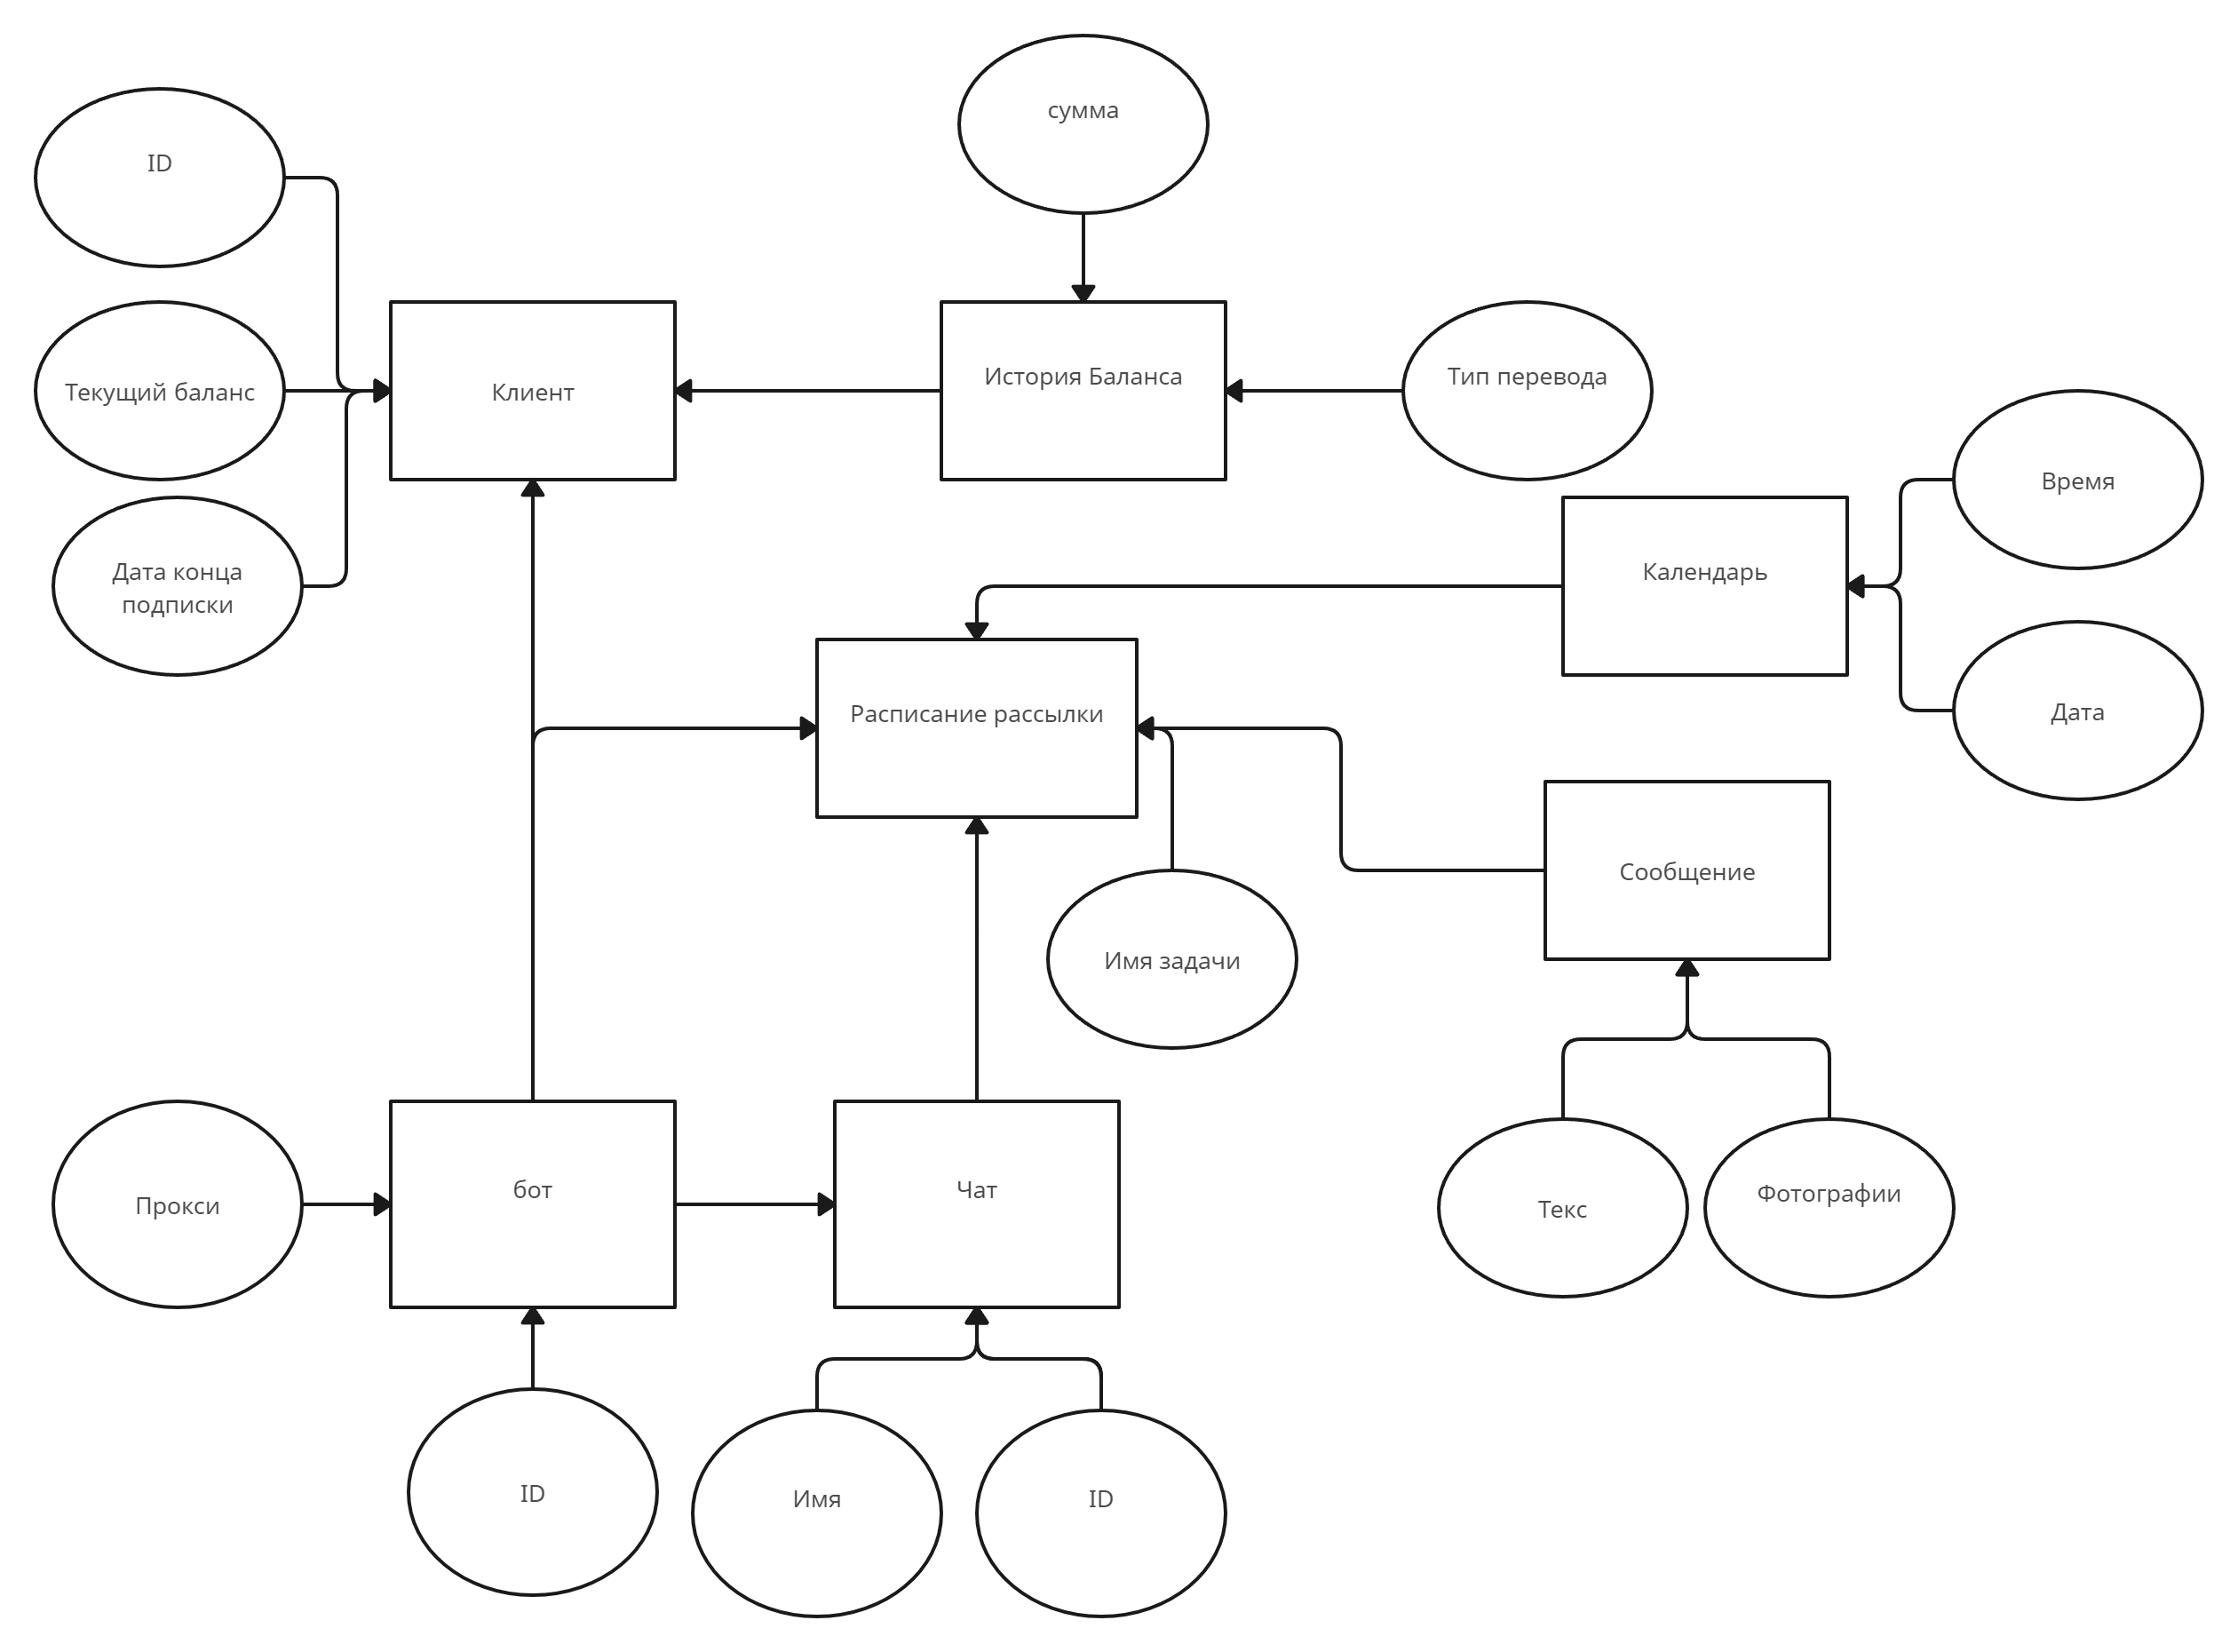 сумма
ID
Клиент
История Баланса
Тип перевода
Текущий баланс
Время
Календарь
Дата конца
подписки
Расписание рассылки
Дата
Сообщение
Имя задачи
Прокси
бот
Чат
Текс
Фотографии
ID
Имя
ID